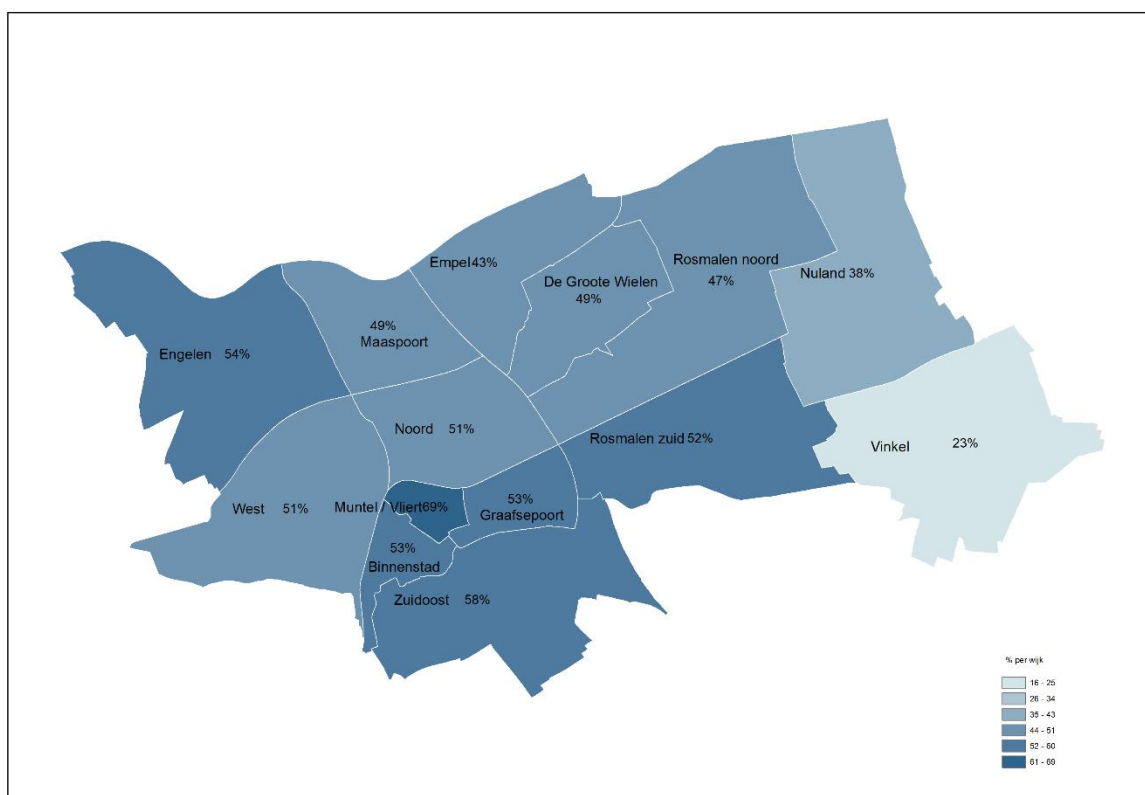 Empel 43%
Rosmalen noord
47%
De Groote Wielen
49%
Nuland 38%
49%
Maaspoort
Engelen 54%
Noord 51%
Rosmalen zuid 52%
Vinkel 23%
West 51%
Muntel / Vliert 69%
53%
Graafsepoort
53%
Binnenstad
Zuidoost 58%
% per wijk
16 - 25
26 - 34
35 - 43
44 - 51
52 - 60
61 - 69